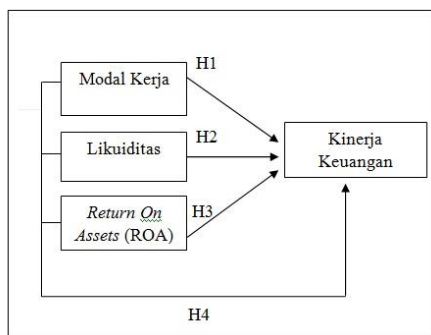 H1
Modal Kerja
H2
Likuiditas
Kinerja
Keuangan
H3
Return On
Assets (ROA)
H4